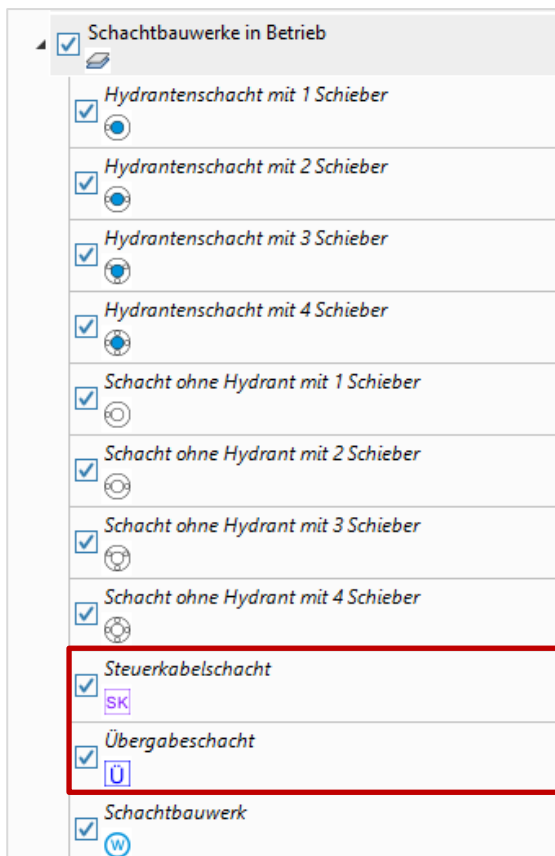 Schachtbauwerke in Betrieb
Hydrantenschacht mit 1 Schieber
Hydrantenschacht mit 2 Schieber
Hydrantenschacht mit 3 Schieber
Hydrantenschacht mit 4 Schieber
Schacht ohne Hydrant mit 1 Schieber
Schacht ohne Hydrant mit 2 Schieber
Schacht ohne Hydrant mit 3 Schieber
Schacht ohne Hydrant mit 4 Schieber
Steuerkabelschacht
SK
Übergabeschacht
Ü
Schachtbauwerk
W